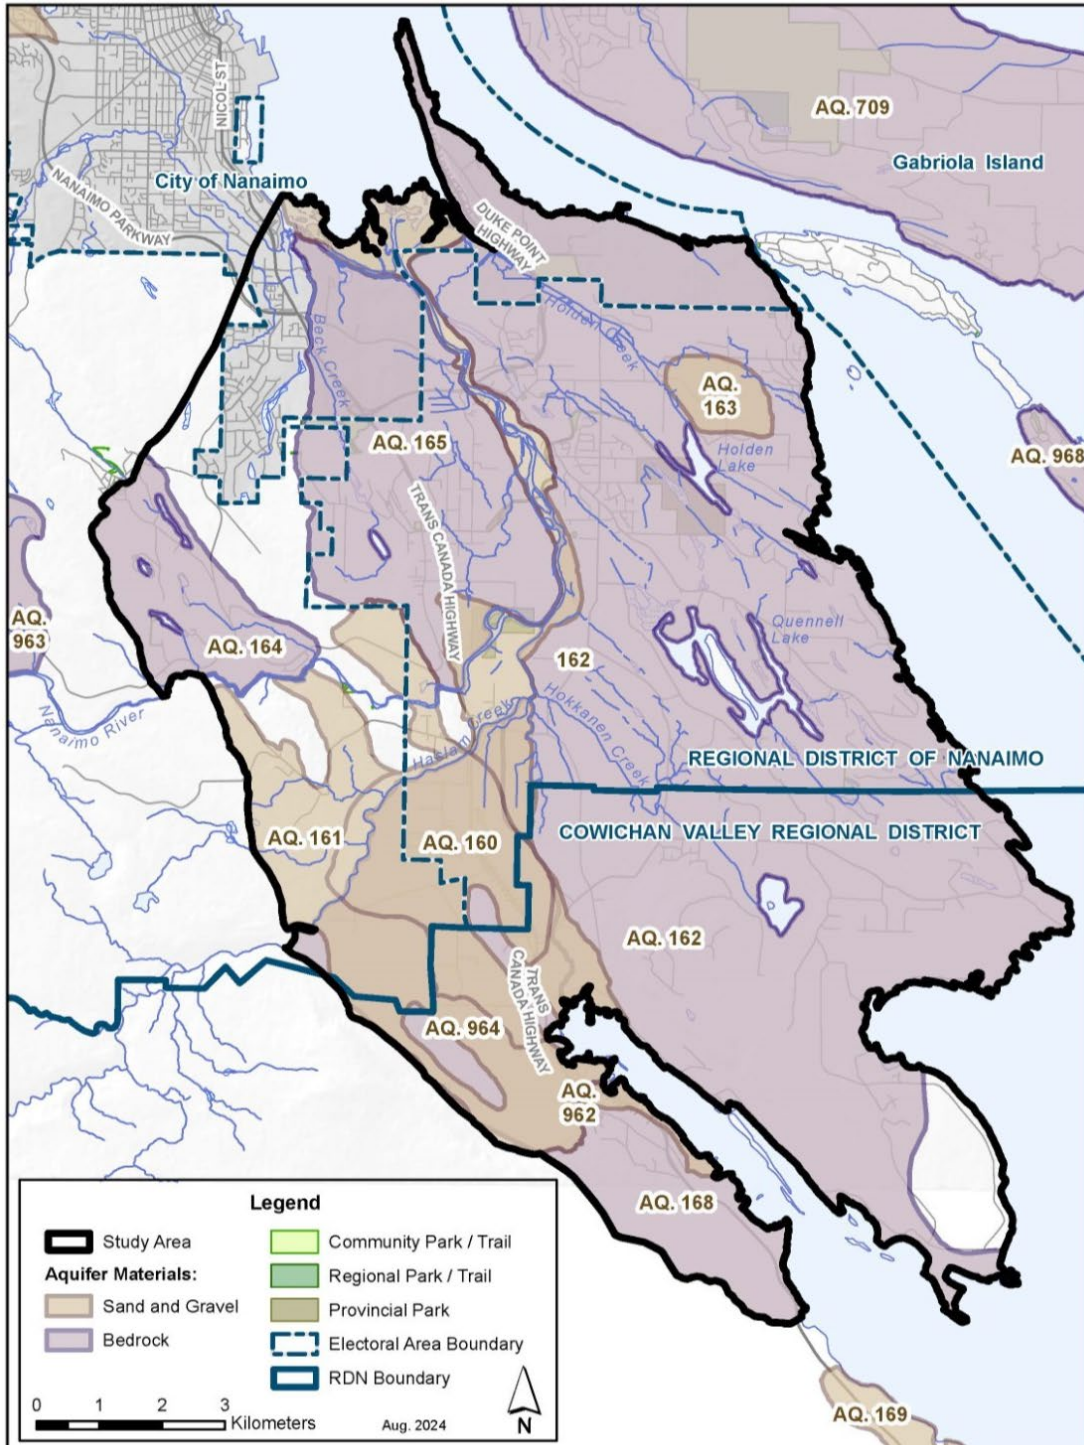 AQ. 709
Gabriola Island
NICOL ST
City of Nanaimo
NANAIMO PARKWAY
DUKE POINT
HIGHWAY
Holden Creek
Beck Creek
AQ.
163
AQ. 165
Holden
Lake
AQ. 968
TRANS CANADA HIGHWAY
AQ.
963
AQ. 164
162
Quennell
Lake
Nanaimo River
Haslam Creek
Hokkanen Creek
REGIONAL DISTRICT OF NANAIMO
COWICHAN VALLEY REGIONAL DISTRICT
AQ. 161
AQ. 160
AQ. 162
TRANS
CANADA HIGHWAY
AQ. 964
AQ.
962
AQ. 168
AQ. 169
Legend
Study Area
Aquifer Materials:
Sand and Gravel
Bedrock
Community Park / Trail
Regional Park / Trail
Provincial Park
Electoral Area Boundary
RDN Boundary
0 1 2 3
Kilometers
Aug. 2024
N